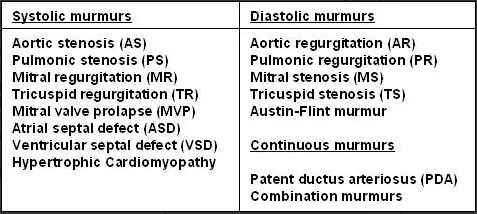 Systolic murmurs
Aortic stenosis (AS)
Pulmonic stenosis (PS)
Mitral regurgitation (MR)
Tricuspid regurgitation (TR)
Mitral valve prolapse (MVP)
Atrial septal defect (ASD)
Ventricular septal defect (VSD)
Hypertrophic Cardiomyopathy
Diastolic murmurs
Aortic regurgitation (AR)
Pulmonic regurgitation (PR)
Mitral stenosis (MS)
Tricuspid stenosis (TS)
Austin-Flint murmur
Continuous murmurs
Patent ductus arteriosus (PDA)
Combination murmurs